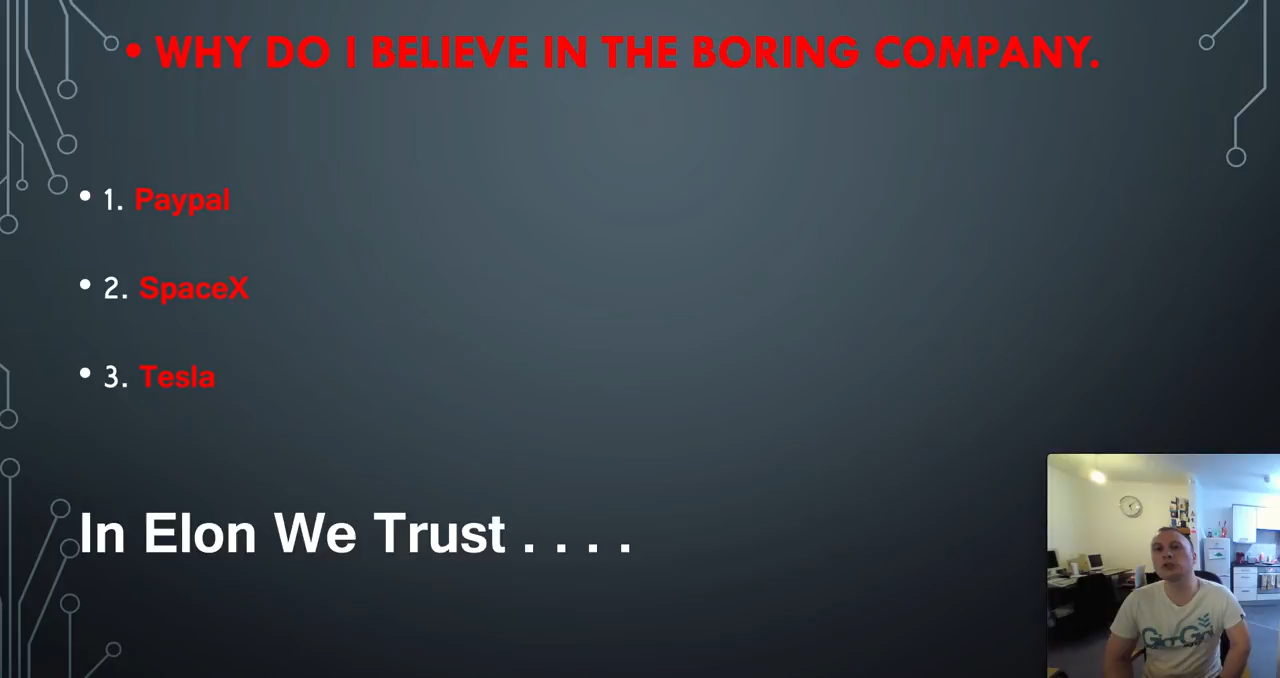 • WHY DO I BELIEVE IN THE BORING COMPANY.
• 1. Paypal
• 2. SpaceX
• 3. Tesla
In Elon We Trust . . . .